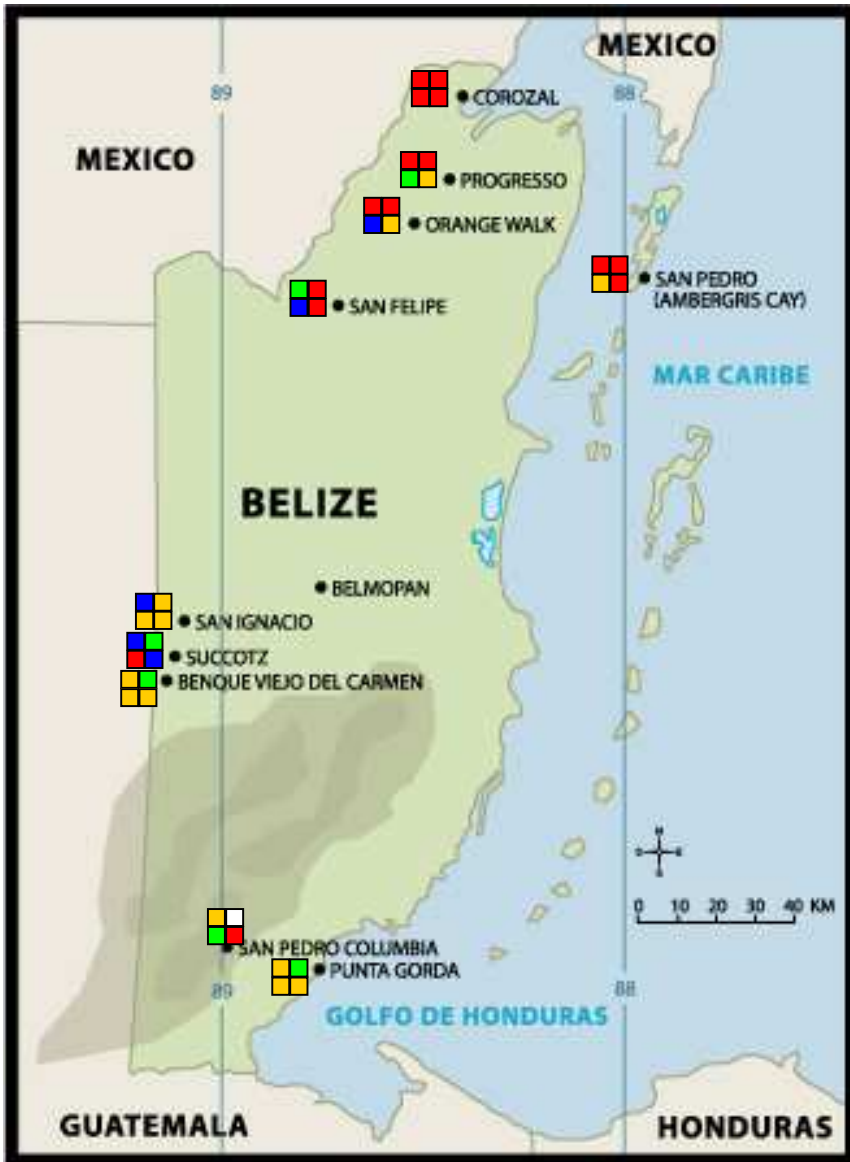 MEXICO
89
88
COROZAL
MEXICO
PROGRESSO
ORANGE WALK
SAN PEDRO
(AMBERGRIS CAY)
SAN FELIPE
MAR CARIBE
BELIZE
BELMOPAN
SAN IGNACIO
SUCCOTZ
BENQUE VIEJO DEL CARMEN
0 10 20 30 40 KM
SAN PEDRO COLUMBIA
PUNTA GORDA
89
88
GOLFO DE HONDURAS
GUATEMALA
HONDURAS